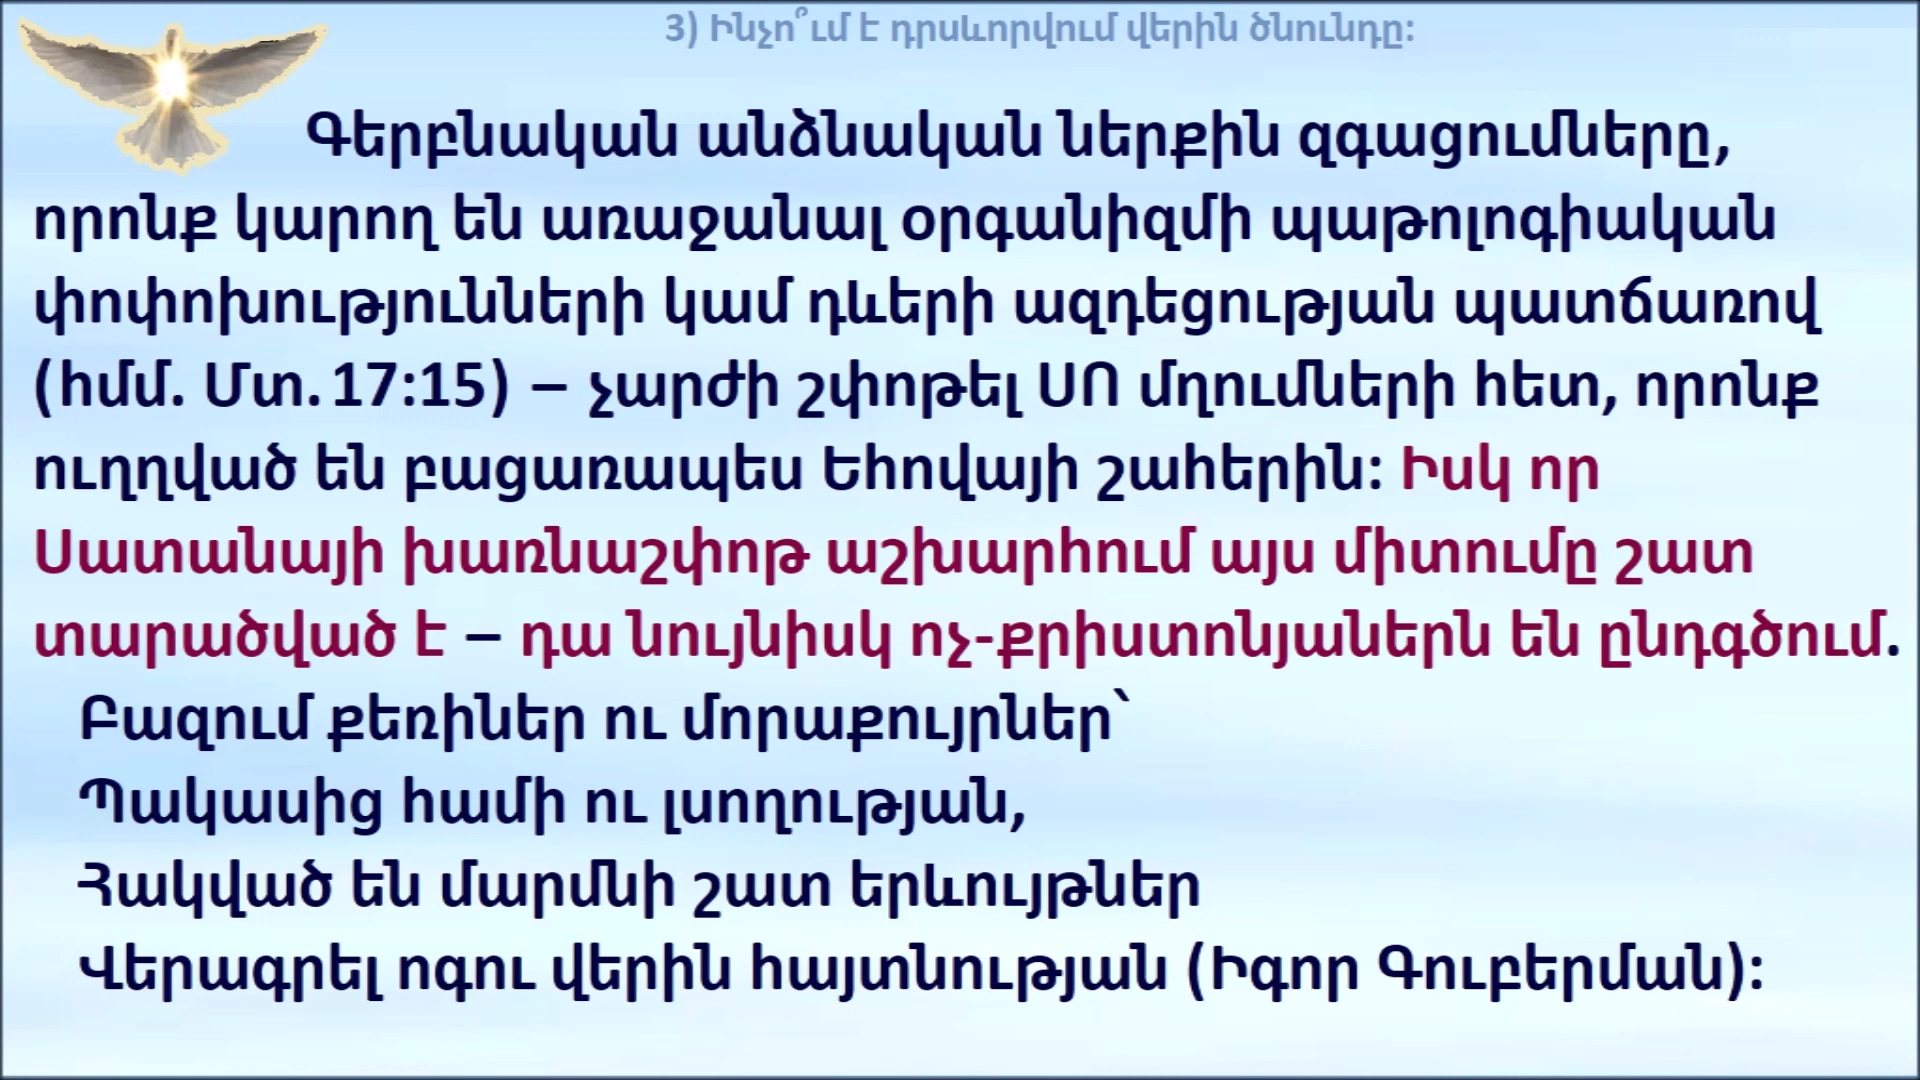 3) Ինչո՞ւմ է դրսևորվում վերին ծնունդը:
Գերբնական անձնական ներքին զգացումները,
որոնք կարող են առաջանալ օրգանիզմի պաթոլոգիական
փոփոխությունների կամ դևերի ազդեցության պատճառով
(հմմ. Մտ. 17:15) – չարժի շփոթել ՍՈ մղումների հետ, որոնք
ուղղված են բացառապես Եհովայի շահերին: Իսկ որ
Սատանայի խառնաշփոթ աշխարհում այս միտումը շատ
տարածված է – դա նույնիսկ ոչ-քրիստոնյաներն են ընդգծում.
Բազում քեռիներ ու մորաքույրներ՝
Պակասից համի ու լսողության,
Հակված են մարմնի շատ երևույթներ
Վերագրել ոգու վերին հայտնության (Իգոր Գուբերման):